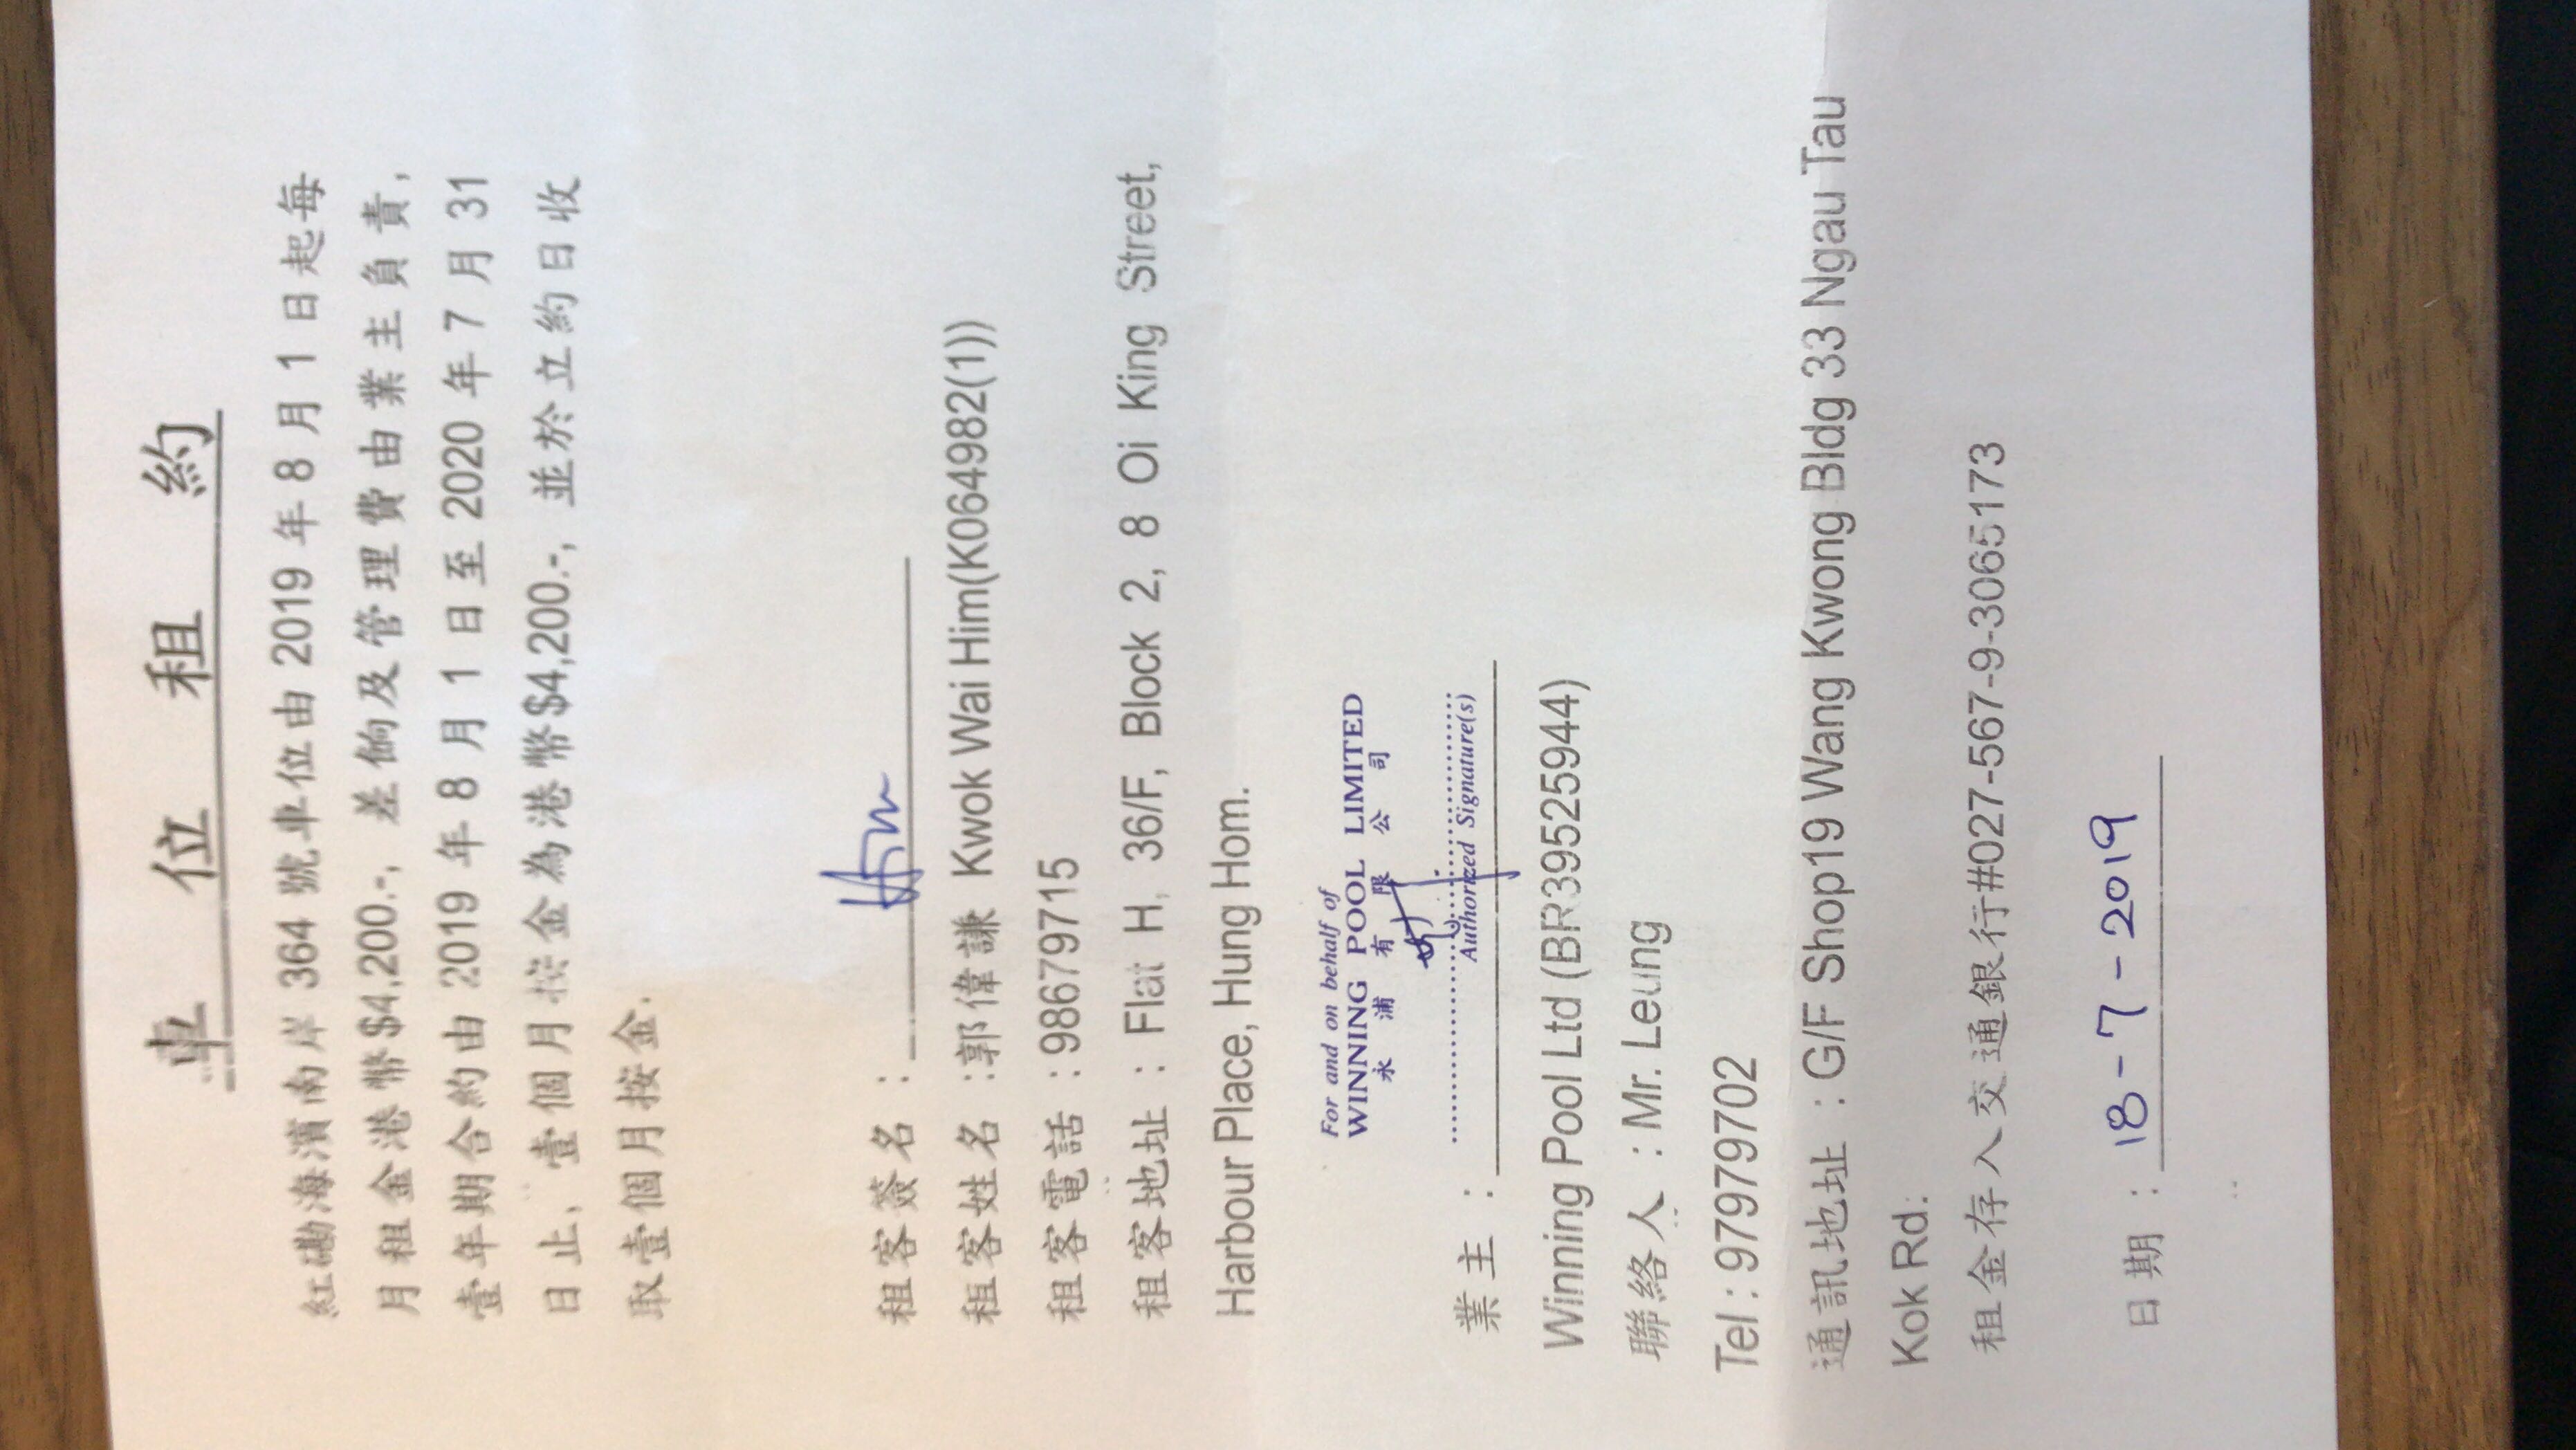 車位租約
紅磡海濱南岸 364 號車位由 2019 年 8 月 1 日起每
月租金港幣$4,200.-, 差餉及管理費由業主負責,
壹年期合約由 2019 年 8 月 1 日至 2020 年 7 月 31
日止, 壹個月按金為港幣$4,200.-, 並於立約日收
取壹個月按金.
租客簽名 :
租客姓名 :郭偉謙 Kwok Wai Him(K064982(1))
租客電話 : 98679715
租客地址 : Flat H, 36/F, Block 2, 8 Oi King Street,
Harbour Place, Hung Hom.
For and on behalf of
WINNING POOL LIMITED
永浦有限公司
Authorized Signature(s)
業主 :
Winning Pool Ltd (BR39525944)
聯絡人 : Mr. Leung
Tel : 97979702
通訊地址 : G/F Shop19 Wang Kwong Bldg 33 Ngau Tau
Kok Rd.
租金存入交通銀行#027-567-9-3065173
日期 : 18-7-2019